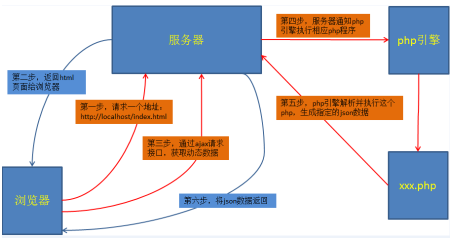 服务器
第四步，服务器通知php
引擎执行相应php程序
php引擎
第二步，返回html
页面给浏览器
第一步，请求一个地址：
http://localhost/index.html
第五步，php引擎解析并执行这个
php，生成指定的json数据
第三步，通过ajax请求
接口，获取动态数据
浏览器
第六步，将json数据返回
xxx.php